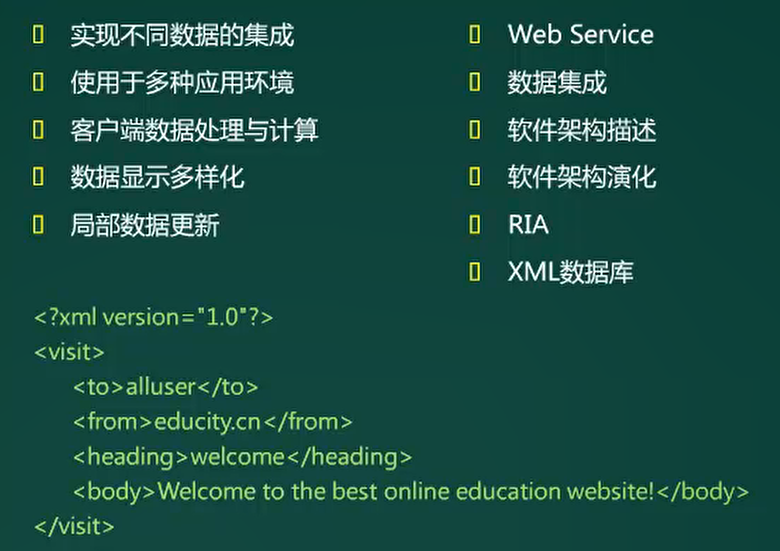 实现不同数据的集成
使用于多种应用环境
客户端数据处理与计算
数据显示多样化
局部数据更新
Web Service
数据集成
软件架构描述
软件架构演化
RIA
XML数据库
<?xml version="1.0"?>
<visit>
<to>alluser</to>
<from>educity.cn</from>
<heading>welcome</heading>
<body>Welcome to the best online education website!</body>
</visit>